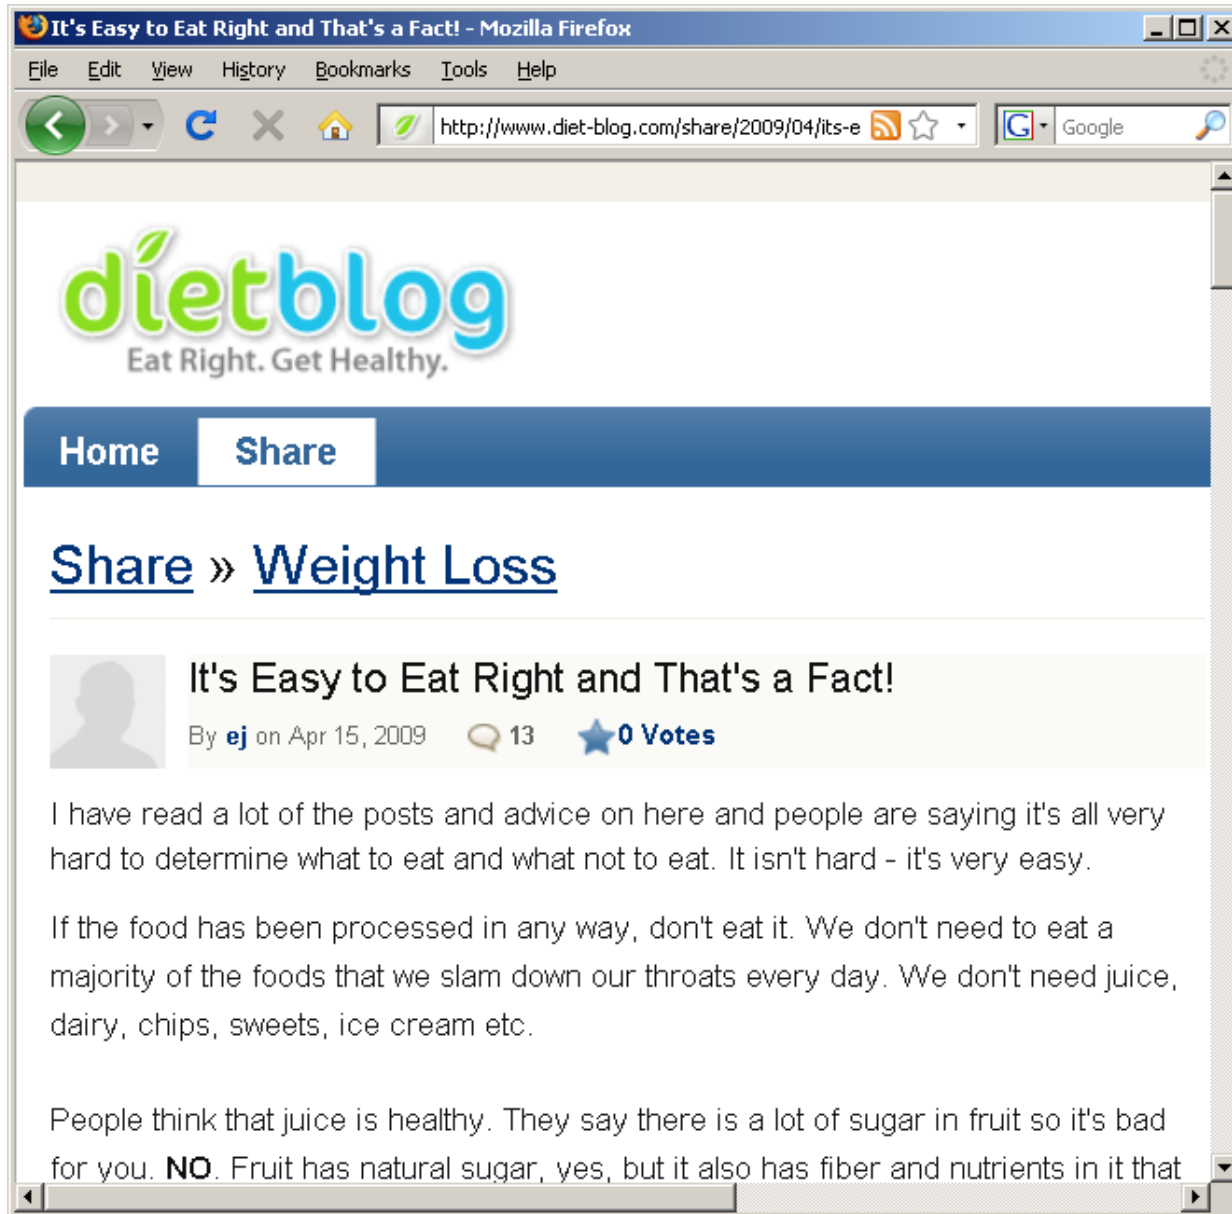 It's Easy to Eat Right and That's a Fact! - Mozilla Firefox
File Edit View History Bookmarks Tools Help
http://www.diet-blog.com/share/2009/04/its-e G Google
dietblog
Eat Right. Get Healthy.
Home Share
Share » Weight Loss
It's Easy to Eat Right and That's a Fact!
By ej on Apr 15, 2009 13 0 Votes
I have read a lot of the posts and advice on here and people are saying it's all very
hard to determine what to eat and what not to eat. It isn't hard - it's very easy.
If the food has been processed in any way, don't eat it. We don't need to eat a
majority of the foods that we slam down our throats every day. We don't need juice,
dairy, chips, sweets, ice cream etc.
People think that juice is healthy. They say there is a lot of sugar in fruit so it's bad
for you. NO. Fruit has natural sugar, yes, but it also has fiber and nutrients in it that